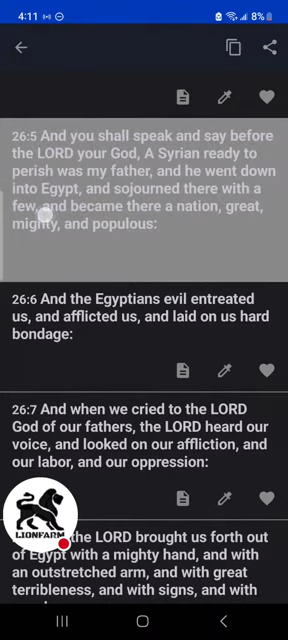 4:11 8%
26:5 And you shall speak and say before
the LORD your God, A Syrian ready to
perish was my father, and he went down
into Egypt, and sojourned there with a
few, and became there a nation, great,
mighty, and populous:
26:6 And the Egyptians evil entreated
us, and afflicted us, and laid on us hard
bondage:
26:7 And when we cried to the LORD
God of our fathers, the LORD heard our
voice, and looked on our affliction, and
our labor, and our oppression:
LIONFARM
the LORD brought us forth out
of Egypt with a mighty hand, and with
an outstretched arm, and with great
terribleness, and with signs, and with